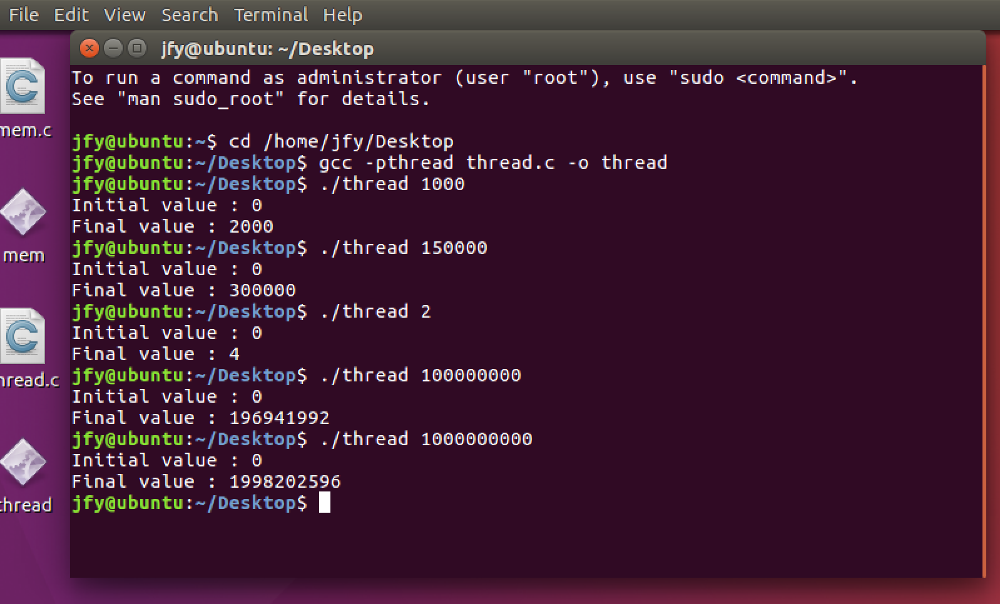 File Edit View Search Terminal Help
jfy@ubuntu: ~/Desktop
To run a command as administrator (user "root"), use "sudo <command>".
See "man sudo_root" for details.
jfy@ubuntu:~$ cd /home/jfy/Desktop
jfy@ubuntu:~/Desktop$ gcc -pthread thread.c -o thread
jfy@ubuntu:~/Desktop$ ./thread 1000
Initial value : 0
Final value : 2000
jfy@ubuntu:~/Desktop$ ./thread 150000
Initial value : 0
Final value : 300000
jfy@ubuntu:~/Desktop$ ./thread 2
Initial value : 0
Final value : 4
jfy@ubuntu:~/Desktop$ ./thread 100000000
Initial value : 0
Final value : 196941992
jfy@ubuntu:~/Desktop$ ./thread 1000000000
Initial value : 0
Final value : 1998202596
jfy@ubuntu:~/Desktop$
mem.c
mem
hread.c
thread